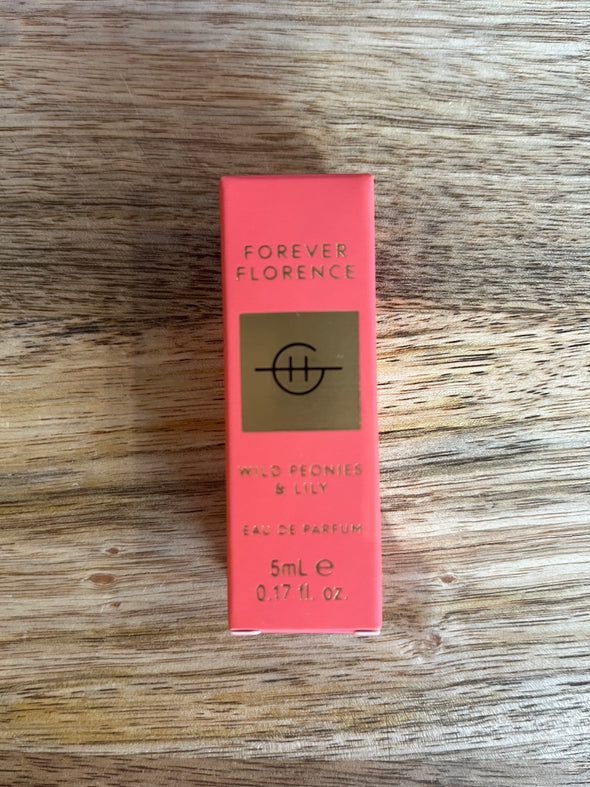 FOREVER
FLORENCE
WILD PEONIES
& LILY
EAU DE PARFUM
5mL ℮
0.17 fl. oz.